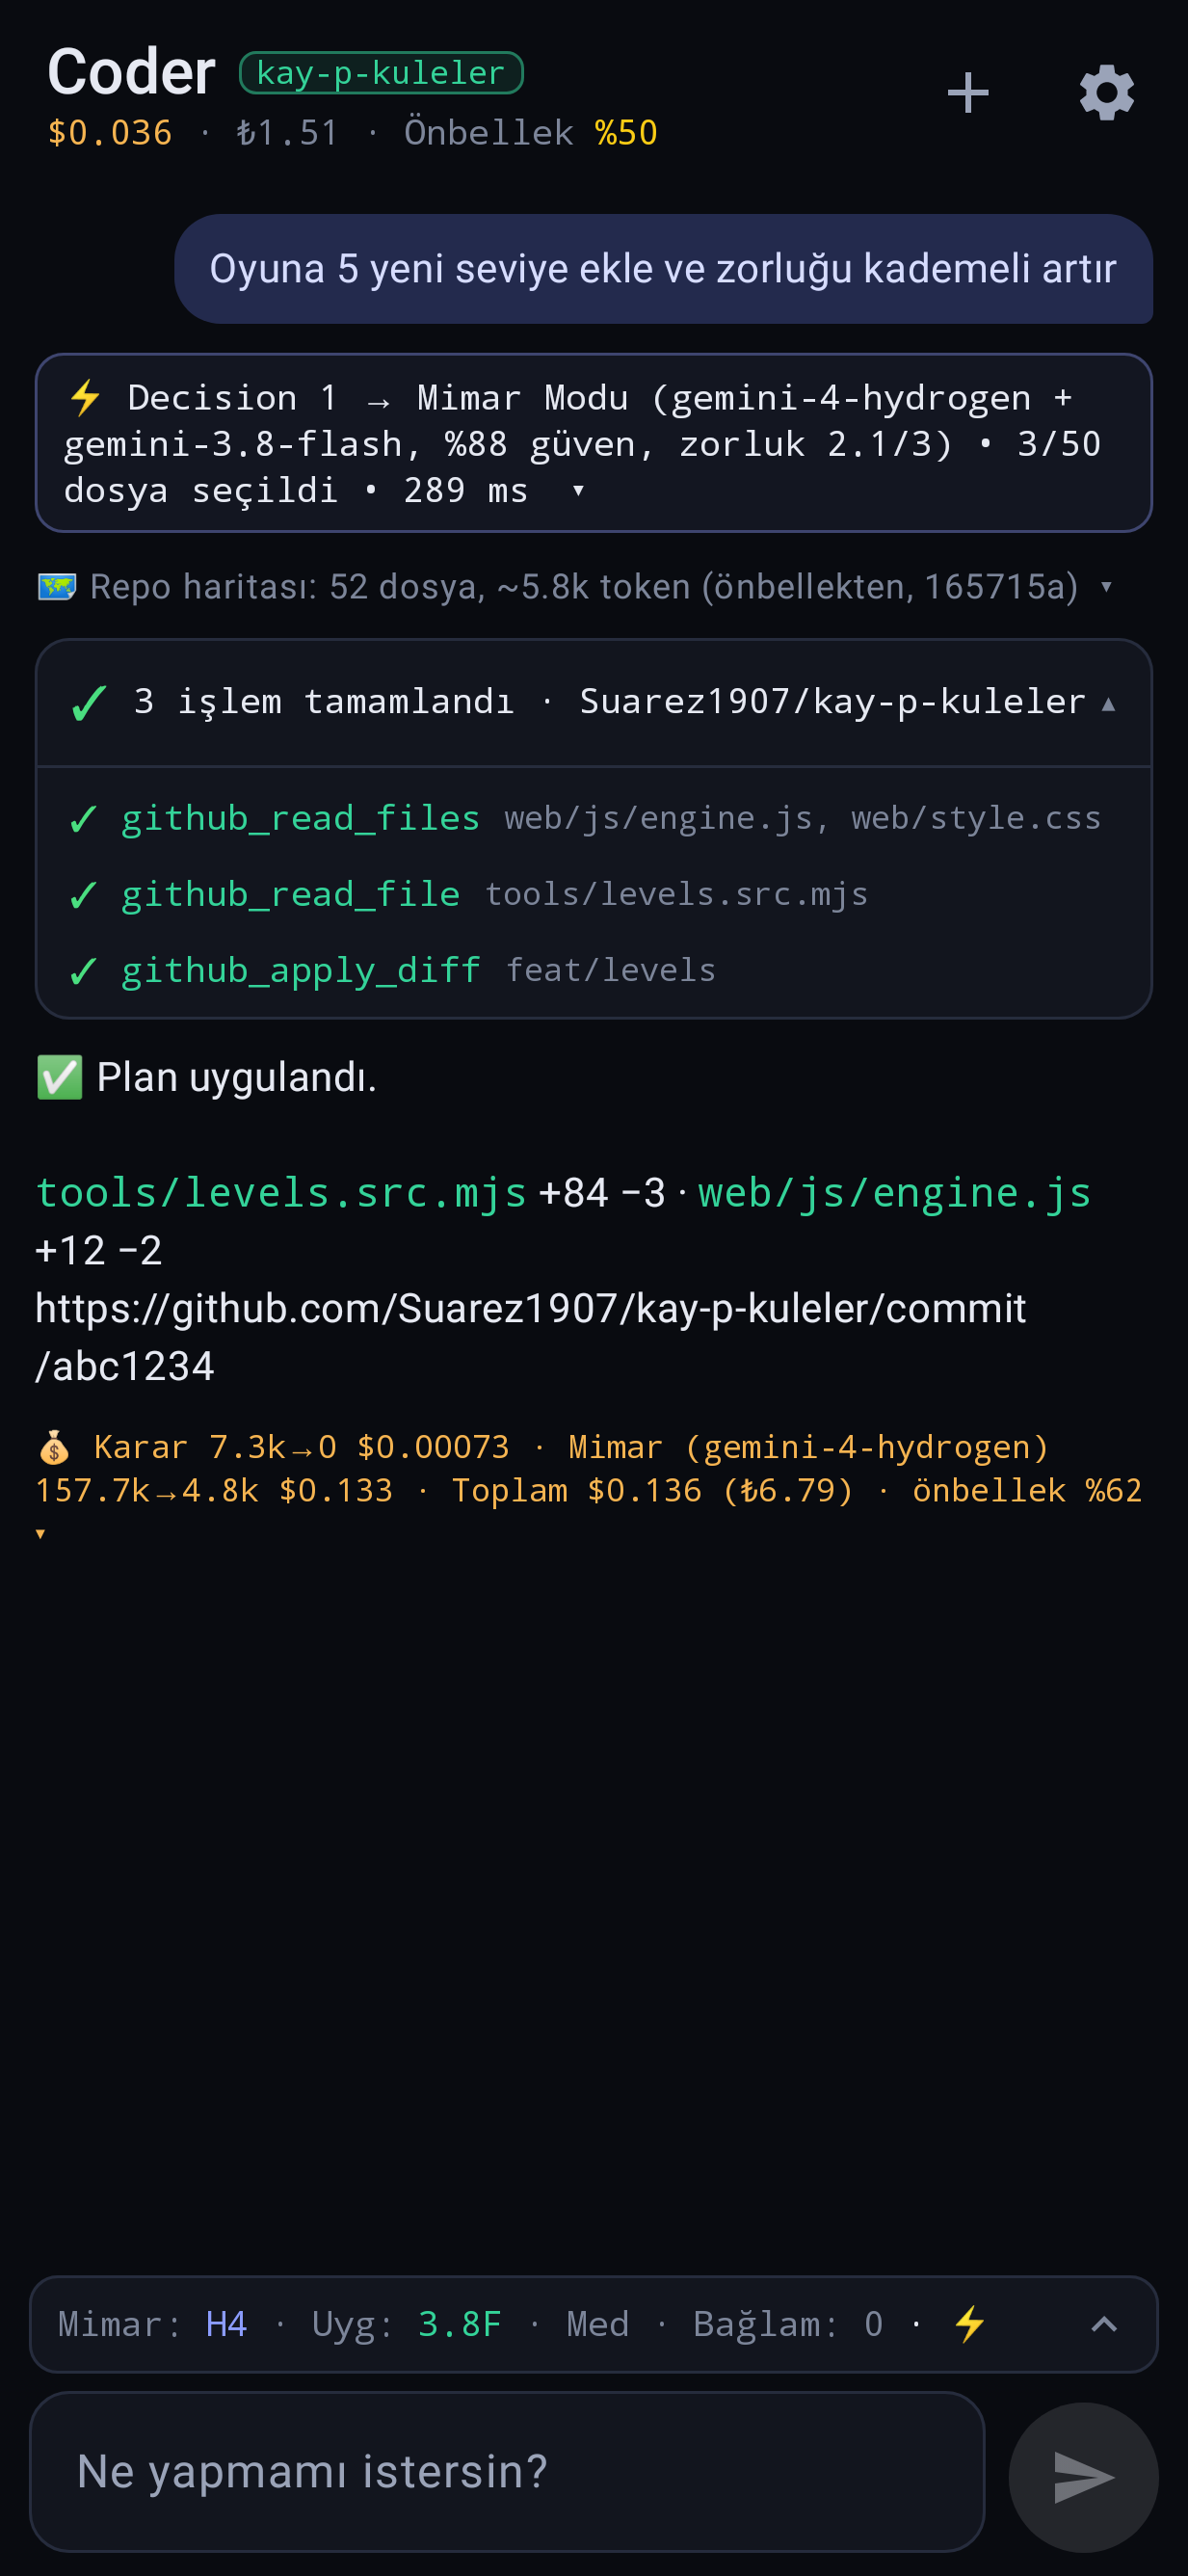 Coder kay-p-kuleler
$0.036 · ₺1.51 · Önbellek %50
Oyuna 5 yeni seviye ekle ve zorluğu kademeli artır
⚡ Decision 1 → Mimar Modu (gemini-4-hydrogen +
gemini-3.8-flash, %88 güven, zorluk 2.1/3) • 3/50
dosya seçildi • 289 ms ▾
🗺️ Repo haritası: 52 dosya, ~5.8k token (önbellekten, 165715a) ▾
✓ 3 işlem tamamlandı · Suarez1907/kay-p-kuleler ▴
✓ github_read_files web/js/engine.js, web/style.css
✓ github_read_file tools/levels.src.mjs
✓ github_apply_diff feat/levels
✅ Plan uygulandı.
tools/levels.src.mjs +84 −3 · web/js/engine.js
+12 −2
https://github.com/Suarez1907/kay-p-kuleler/commit
/abc1234
💰 Karar 7.3k→0 $0.00073 · Mimar (gemini-4-hydrogen)
157.7k→4.8k $0.133 · Toplam $0.136 (₺6.79) · önbellek %62
▾
Mimar: H4 · Uyg: 3.8F · Med · Bağlam: 0 · ⚡
Ne yapmamı istersin?